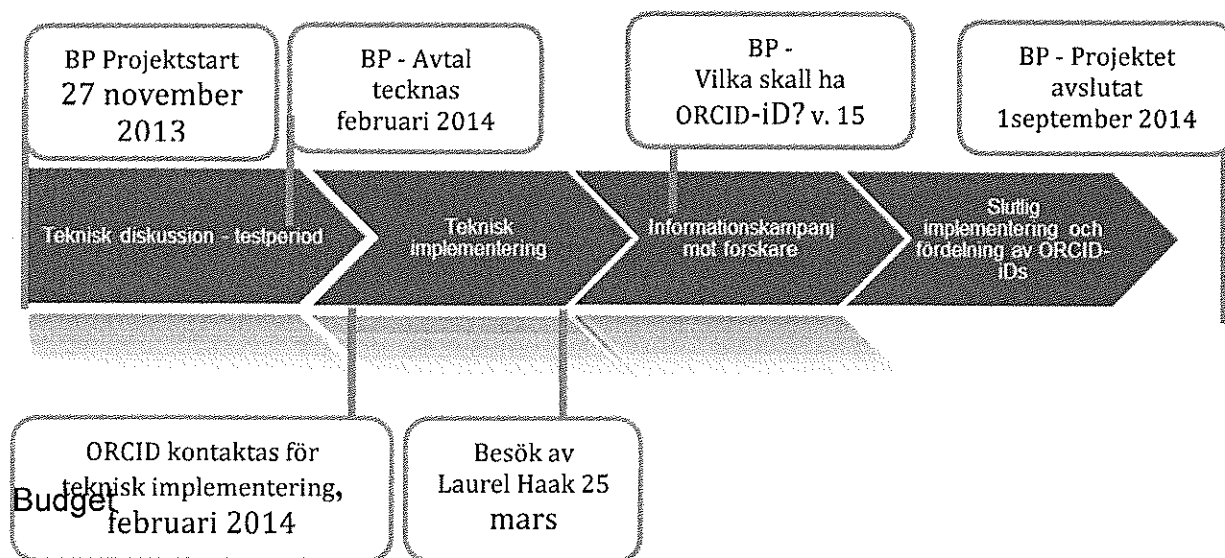 BP Projektstart
27 november
2013
BP - Avtal
tecknas
februari 2014
BP -
Vilka skall ha
ORCID-iD? v. 15
BP - Projektet
avslutat
1september 2014
Teknisk diskussion - testperiod
Teknisk
implementering
Informationskampanj
mot forskare
Slutlig
implementering och
fördelning av ORCID-
iDs
ORCID kontaktas för
teknisk implementering,
februari 2014
Besök av
Laurel Haak 25
mars
Budget